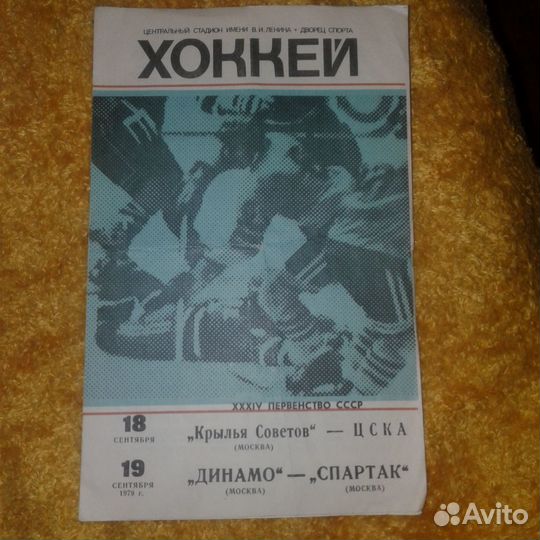 ЦЕНТРАЛЬНЫЙ СТАДИОН ИМЕНИ В. И. ЛЕНИНА • ДВОРЕЦ СПОРТА
ХОККЕЙ
XXXIV ПЕРВЕНСТВО СССР
18 „Крылья Советов“ — ЦСКА
СЕНТЯБРЯ (МОСКВА)
19 „ДИНАМО“ — „СПАРТАК“
СЕНТЯБРЯ (МОСКВА) (МОСКВА)
1979 г.
Avito